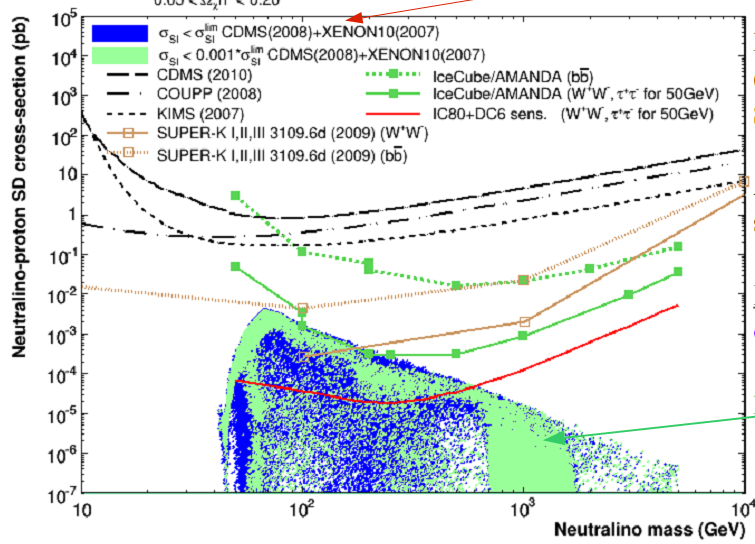 σSI < σSI^lim CDMS(2008)+XENON10(2007)
σSI < 0.001*σSI^lim CDMS(2008)+XENON10(2007)
CDMS (2010)
COUPP (2008)
KIMS (2007)
SUPER-K I,II,III 3109.6d (2009) (W⁺W⁻)
SUPER-K I,II,III 3109.6d (2009) (bb̄)
IceCube/AMANDA (bb̄)
IceCube/AMANDA (W⁺W⁻, τ⁺τ⁻ for 50GeV)
IC80+DC6 sens. (W⁺W⁻, τ⁺τ⁻ for 50GeV)
Neutralino-proton SD cross-section (pb)
10⁵
10⁴
10³
10²
10
1
10⁻¹
10⁻²
10⁻³
10⁻⁴
10⁻⁵
10⁻⁶
10⁻⁷
10 10² 10³ 10⁴
Neutralino mass (GeV)